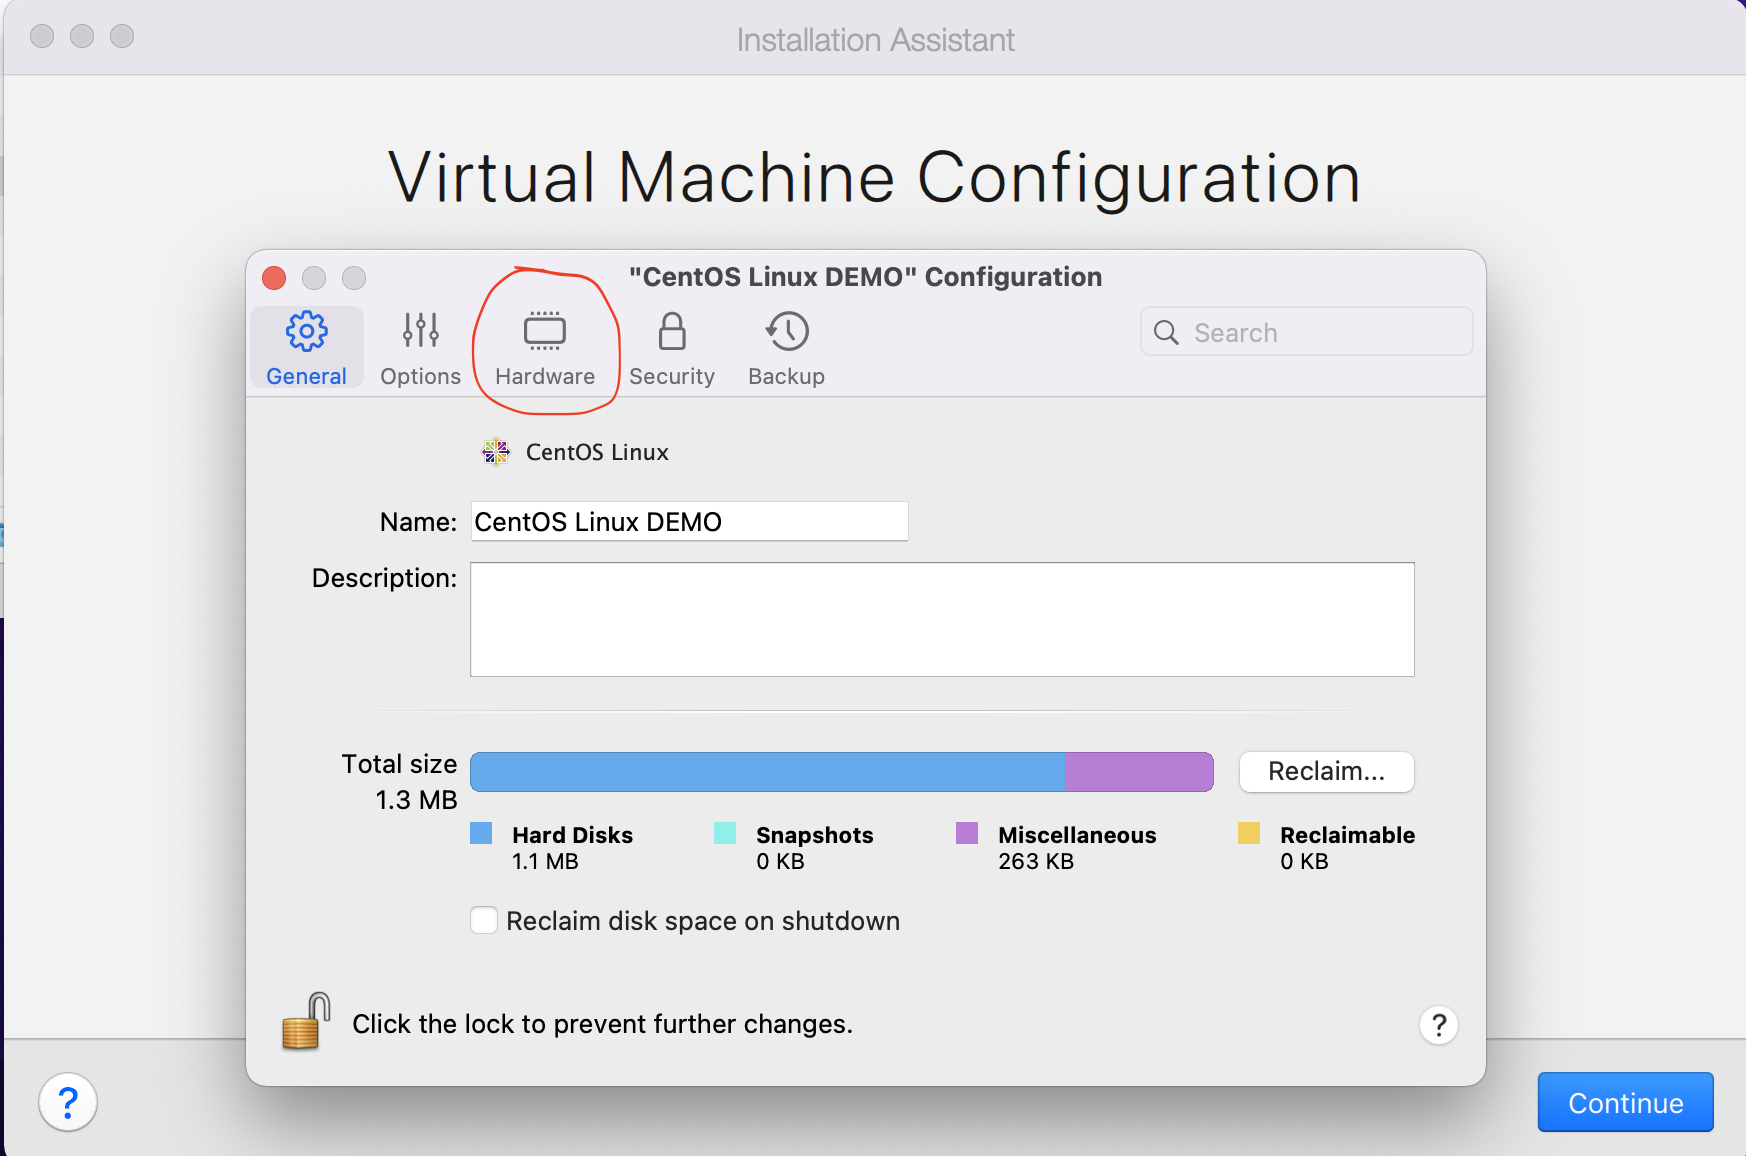 Installation Assistant
Virtual Machine Configuration
"CentOS Linux DEMO" Configuration
General Options Hardware Security Backup
Search
CentOS Linux
Name: CentOS Linux DEMO
Description:
Total size
1.3 MB
Reclaim...
Hard Disks Snapshots Miscellaneous Reclaimable
1.1 MB 0 KB 263 KB 0 KB
Reclaim disk space on shutdown
Click the lock to prevent further changes.
?
? Continue